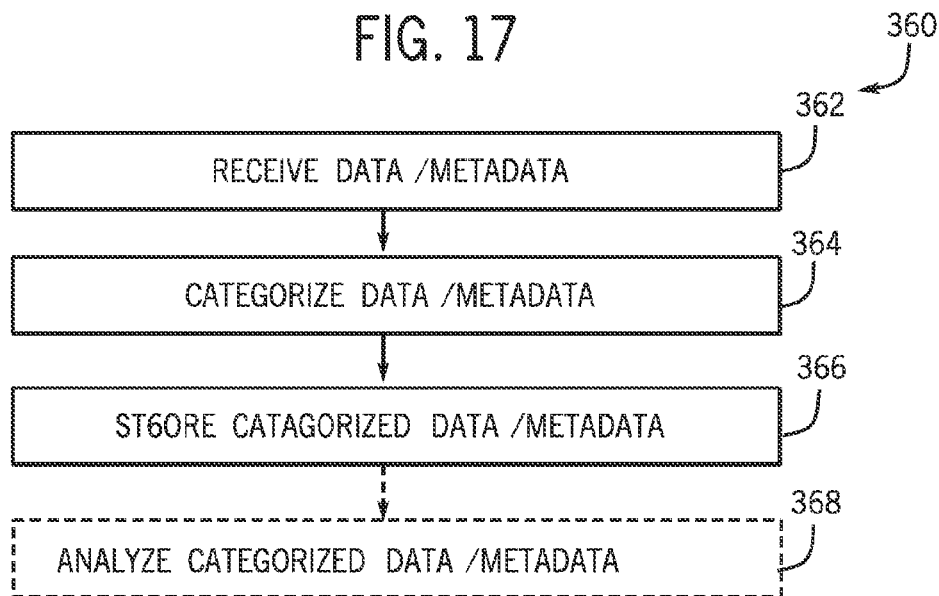 FIG. 17
360
362
RECEIVE DATA /METADATA
364
CATEGORIZE DATA /METADATA
366
ST6ORE CATAGORIZED DATA /METADATA
368
ANALYZE CATEGORIZED DATA /METADATA